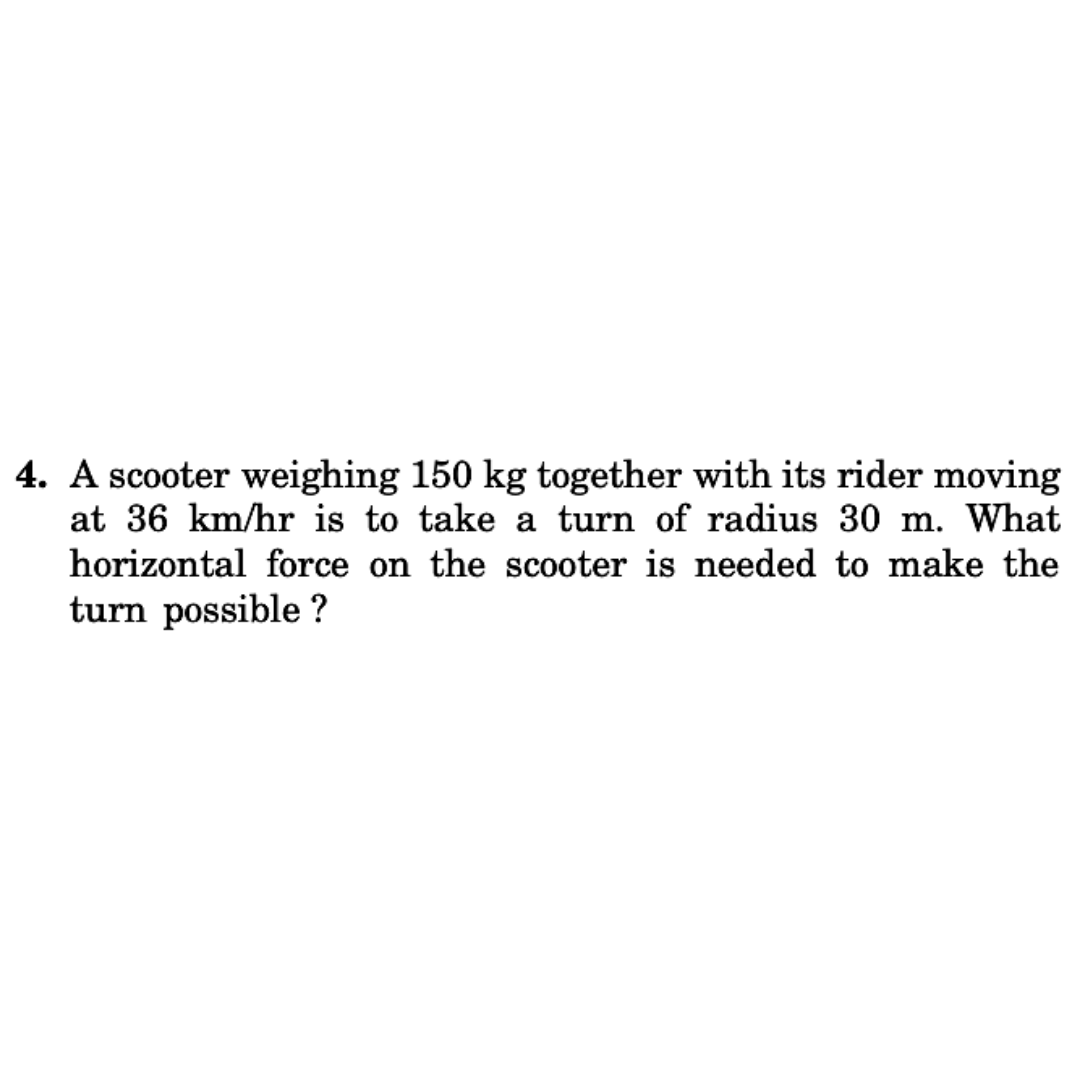 4. A scooter weighing 150 kg together with its rider moving
at 36 km/hr is to take a turn of radius 30 m. What
horizontal force on the scooter is needed to make the
turn possible ?